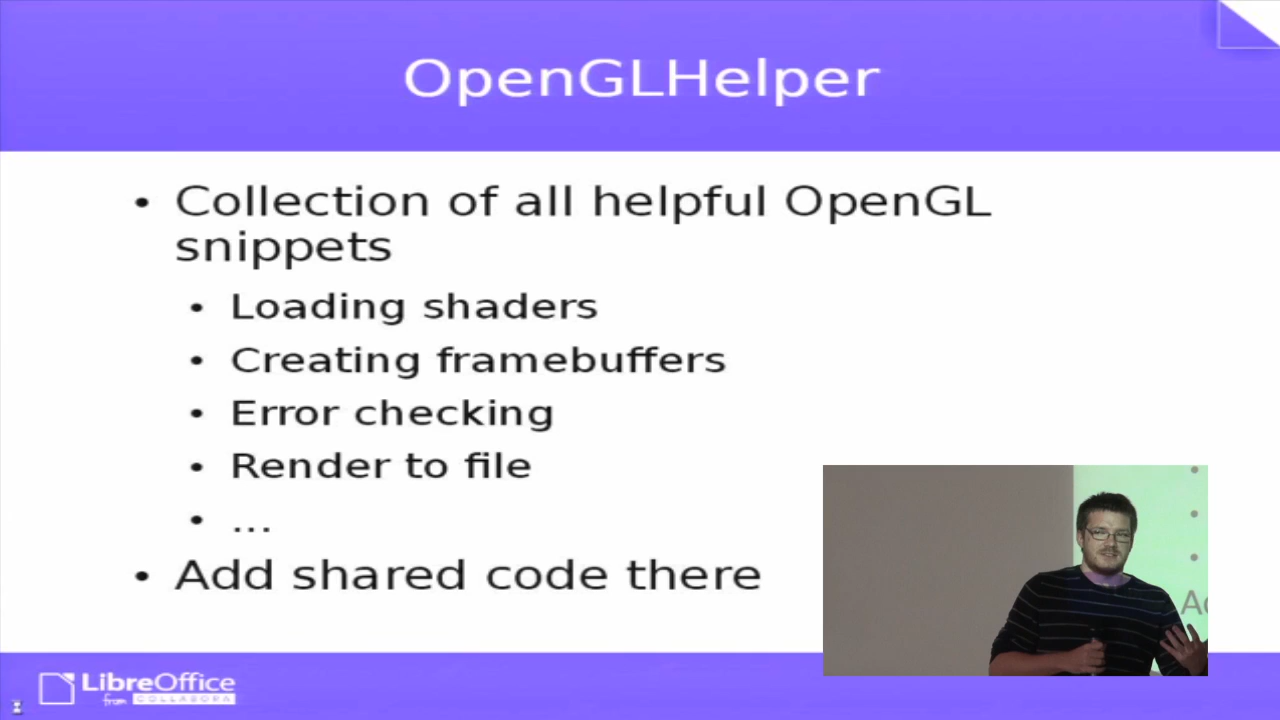 OpenGLHelper
• Collection of all helpful OpenGL
snippets
• Loading shaders
• Creating framebuffers
• Error checking
• Render to file
• ...
• Add shared code there
LibreOffice
from COLLABORA